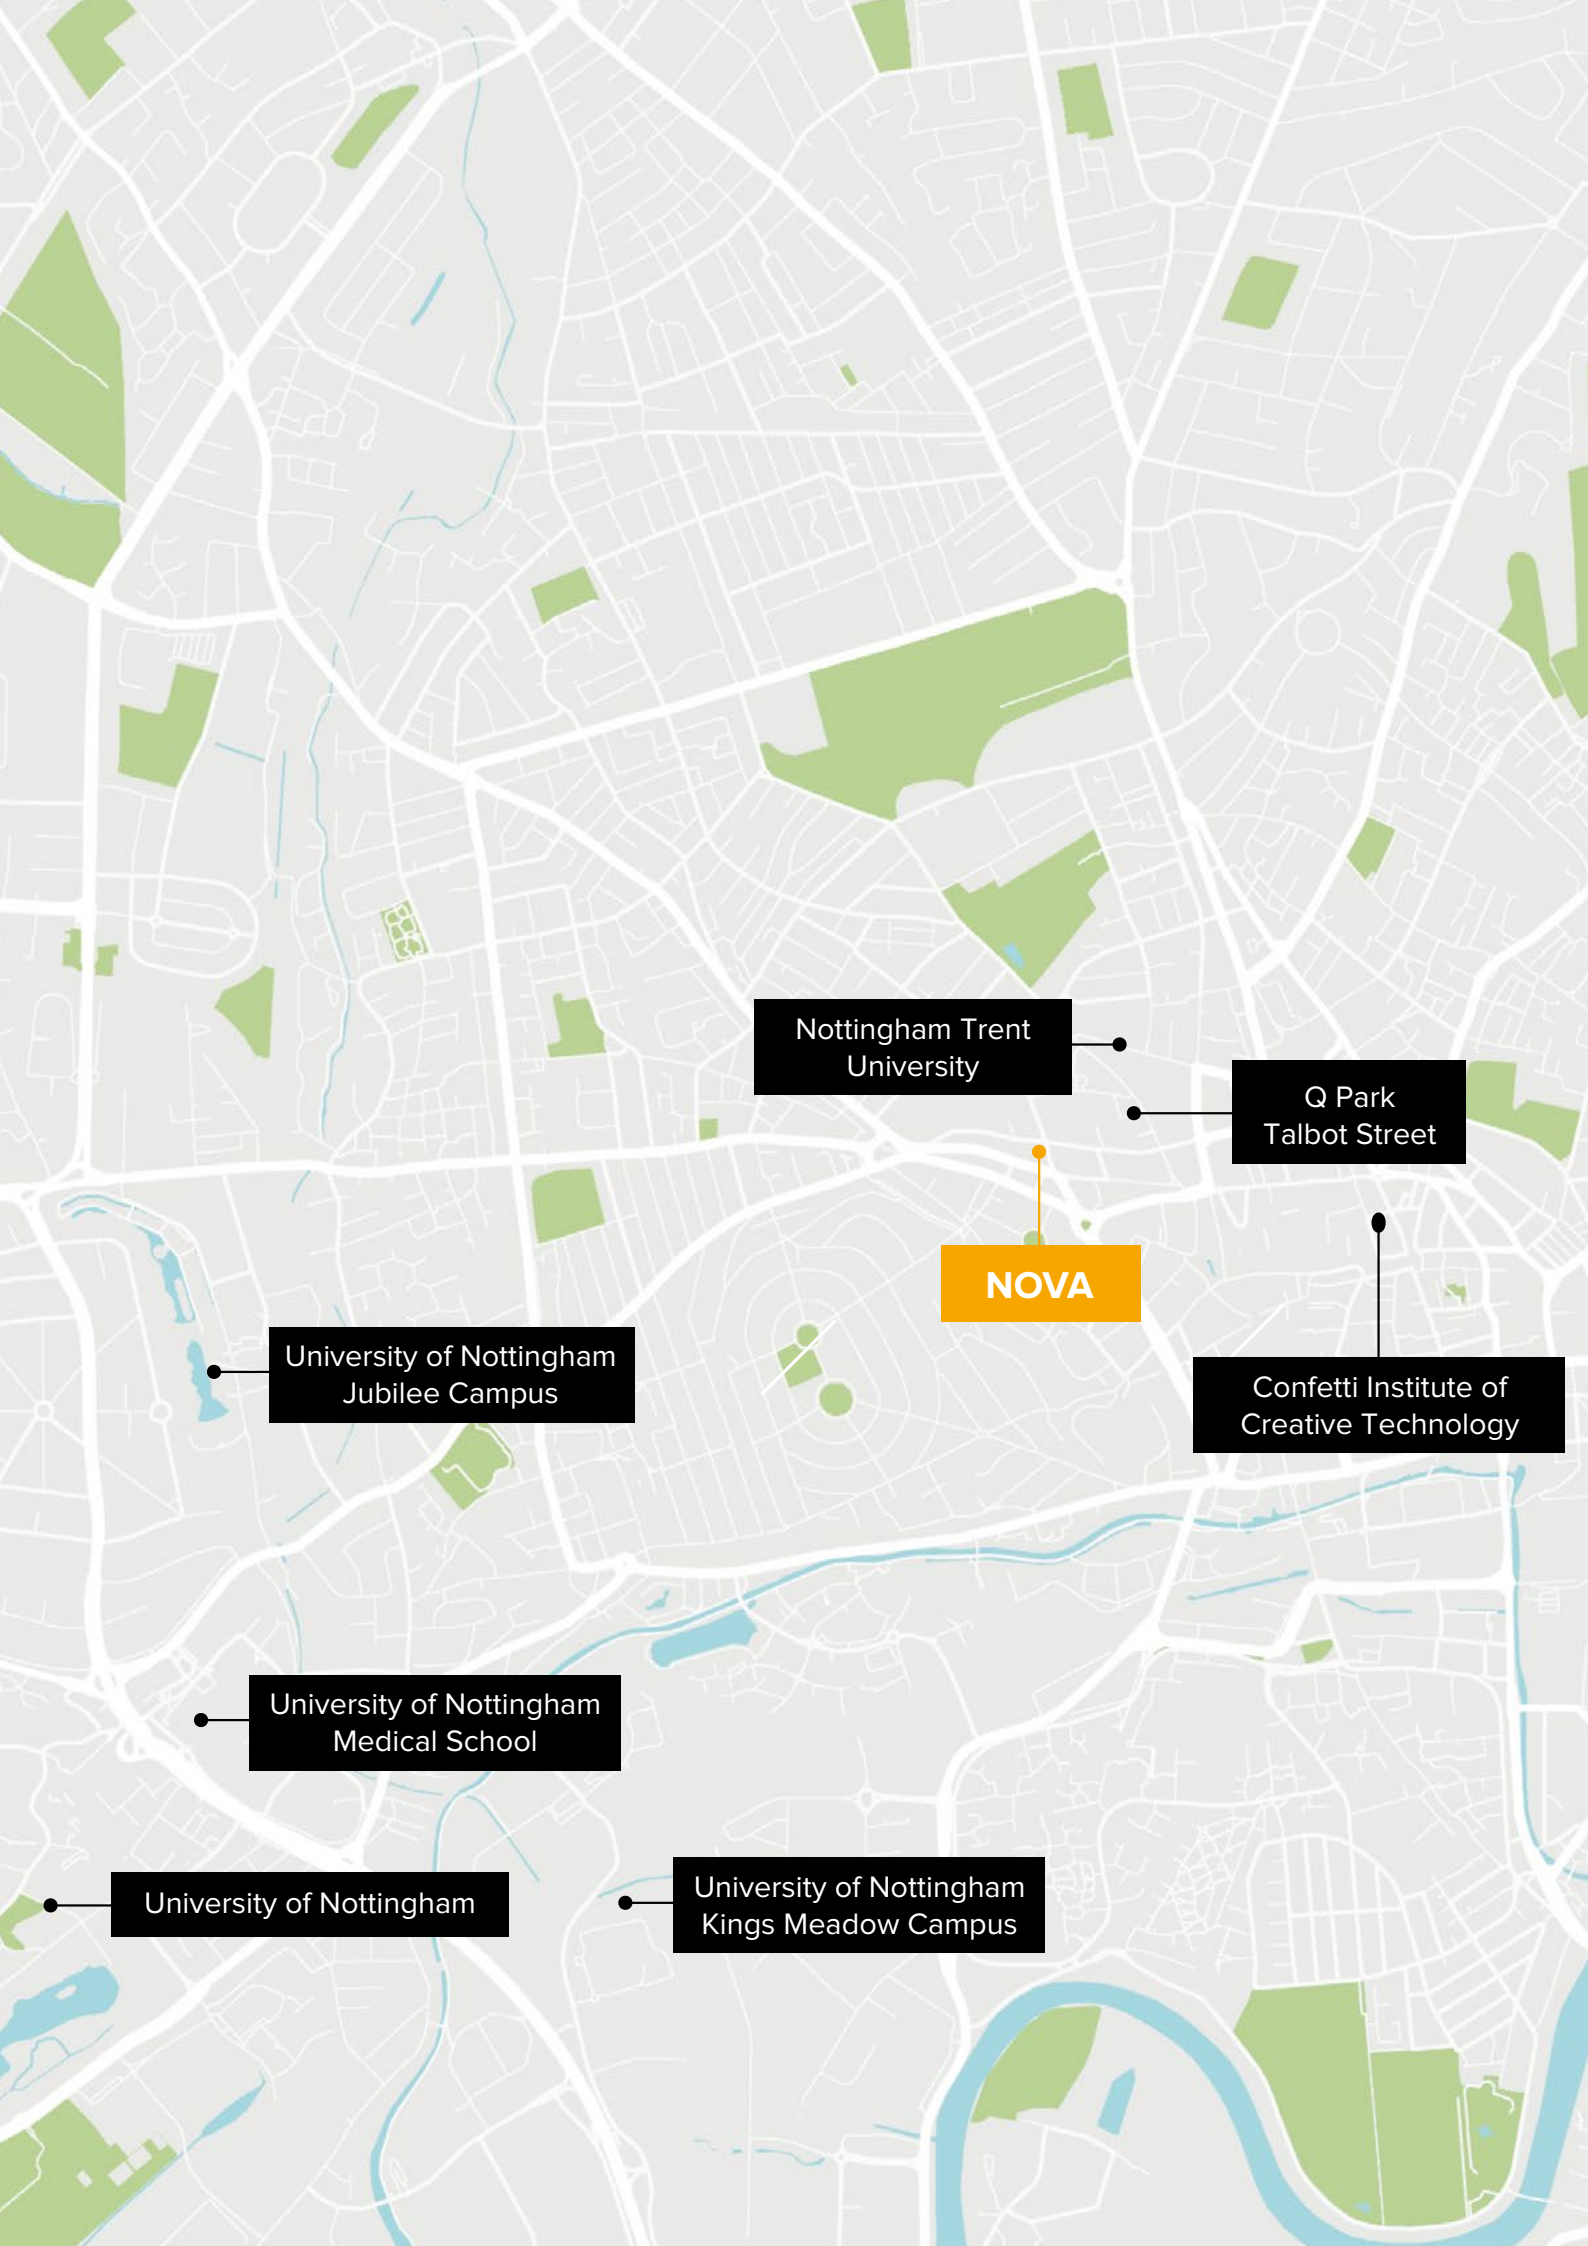 Nottingham Trent
University
Q Park
Talbot Street
NOVA
University of Nottingham
Jubilee Campus
Confetti Institute of
Creative Technology
University of Nottingham
Medical School
University of Nottingham
University of Nottingham
Kings Meadow Campus